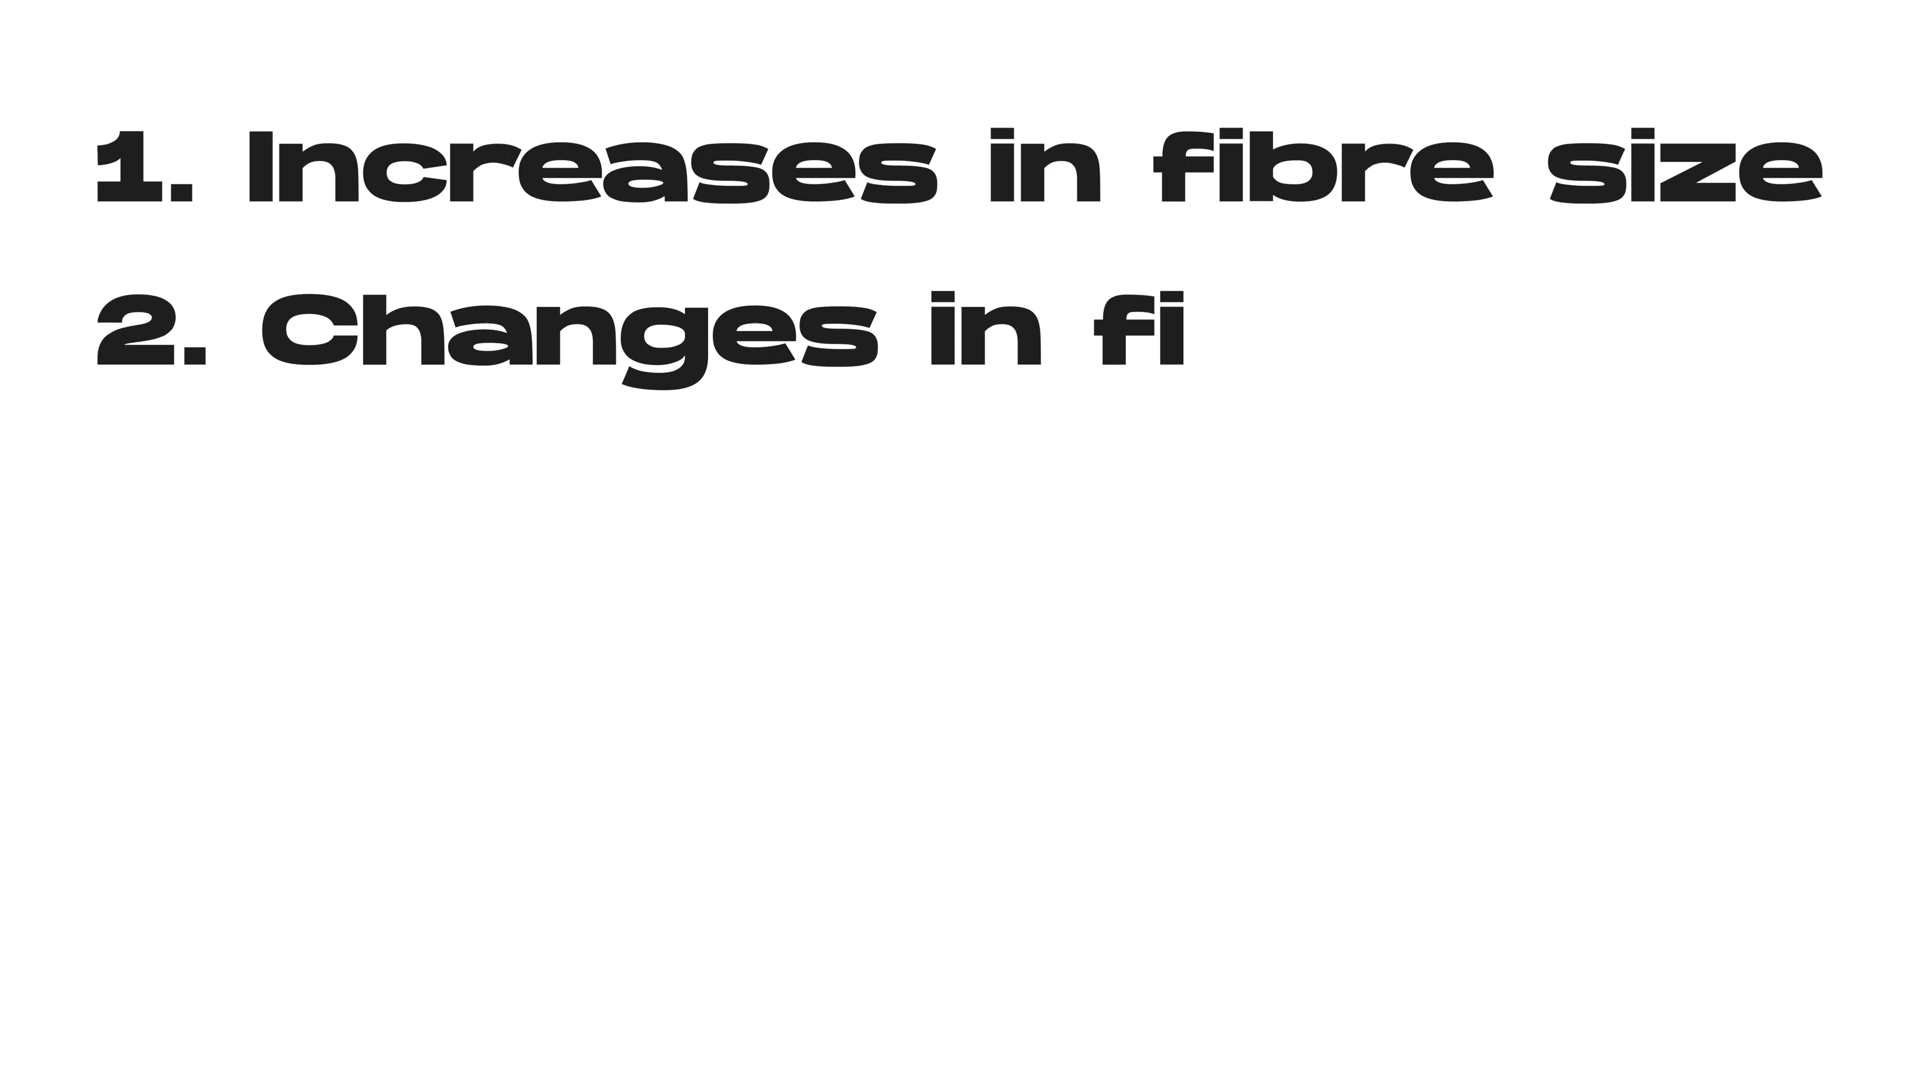 1. Increases in fibre size
2. Changes in fi